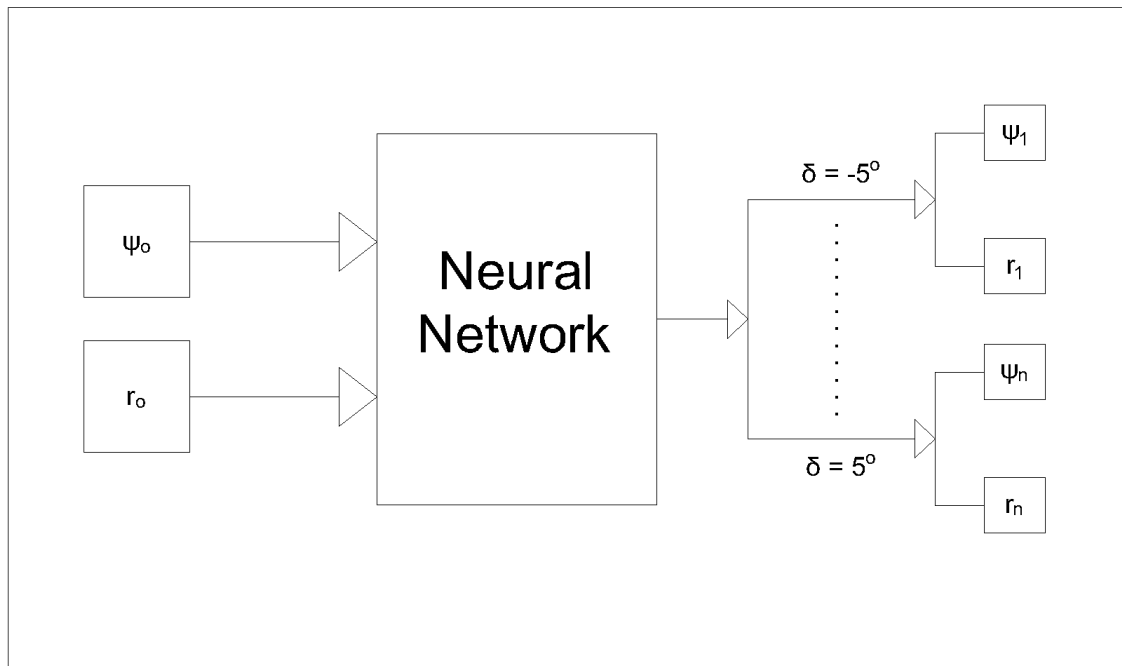 ψₒ
rₒ
Neural
Network
δ = -5º
δ = 5º
ψ₁
r₁
ψₙ
rₙ